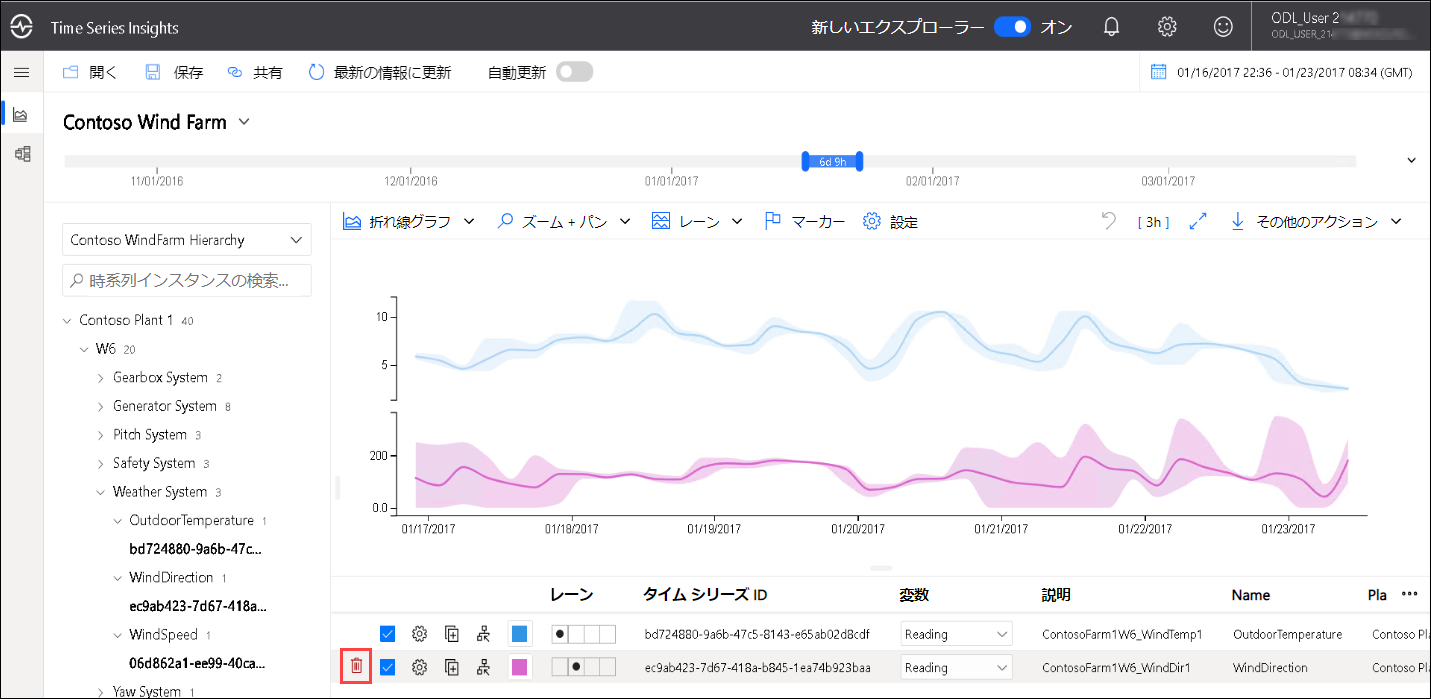 Time Series Insights
新しいエクスプローラー オン
ODL_User 2
ODL_USER_21
開く 保存 共有 最新の情報に更新 自動更新
01/16/2017 22:36 - 01/23/2017 08:34 (GMT)
Contoso Wind Farm
6d 9h
11/01/2016 12/01/2016 01/01/2017 02/01/2017 03/01/2017
折れ線グラフ ズーム + パン レーン マーカー 設定 [ 3h ] その他のアクション
Contoso WindFarm Hierarchy
時系列インスタンスの検索...
Contoso Plant 1 40
W6 20
Gearbox System 2
Generator System 8
Pitch System 3
Safety System 3
Weather System 3
OutdoorTemperature 1
bd724880-9a6b-47c...
WindDirection 1
ec9ab423-7d67-418a...
WindSpeed 1
06d862a1-ee99-40ca...
Yaw System 1
10
5
200
0.0
01/17/2017 01/18/2017 01/19/2017 01/20/2017 01/21/2017 01/22/2017 01/23/2017
レーン タイム シリーズ ID 変数 説明 Name Pla
bd724880-9a6b-47c5-8143-e65ab02d8cdf Reading ContosoFarm1W6_WindTemp1 OutdoorTemperature Contoso Pl
ec9ab423-7d67-418a-b845-1ea74b923baa Reading ContosoFarm1W6_WindDir1 WindDirection Contoso Pl